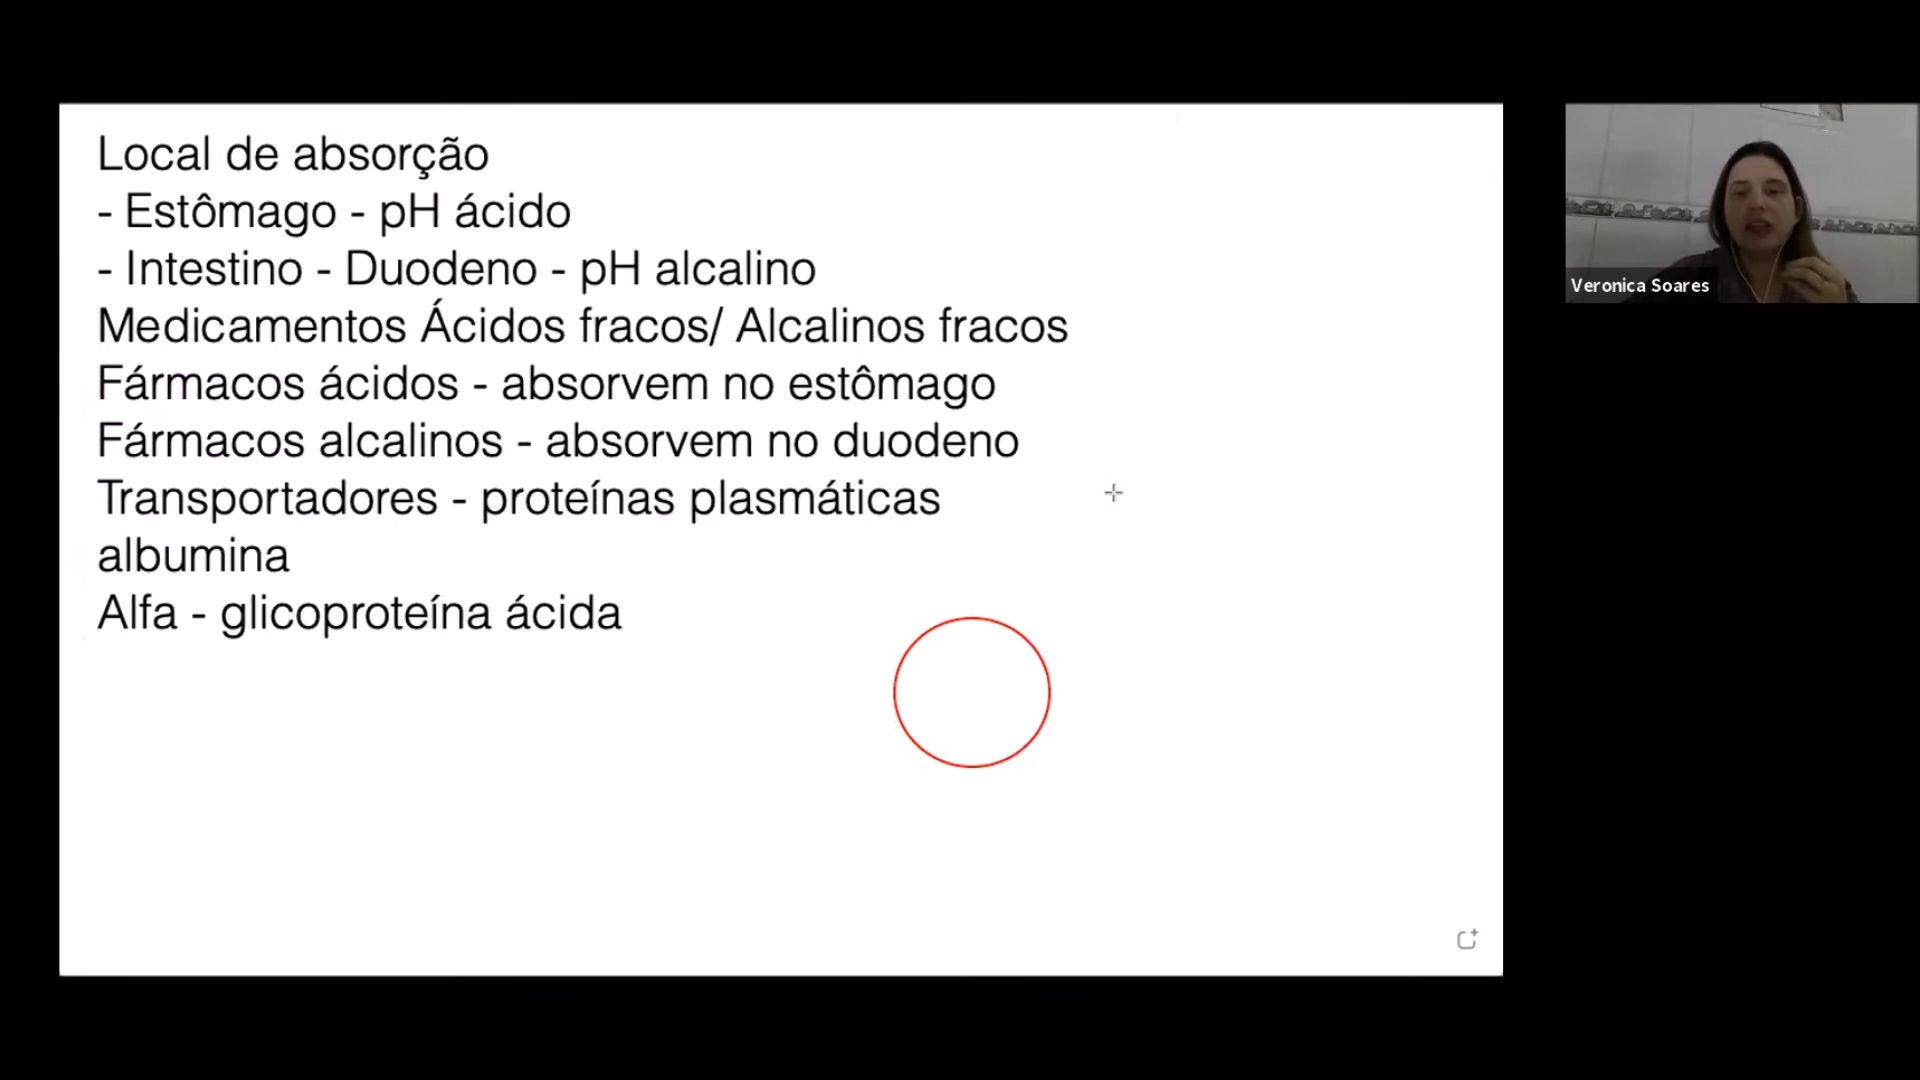 Local de absorção
- Estômago - pH ácido
- Intestino - Duodeno - pH alcalino
Medicamentos Ácidos fracos/ Alcalinos fracos
Fármacos ácidos - absorvem no estômago
Fármacos alcalinos - absorvem no duodeno
Transportadores - proteínas plasmáticas
albumina
Alfa - glicoproteína ácida
Veronica Soares